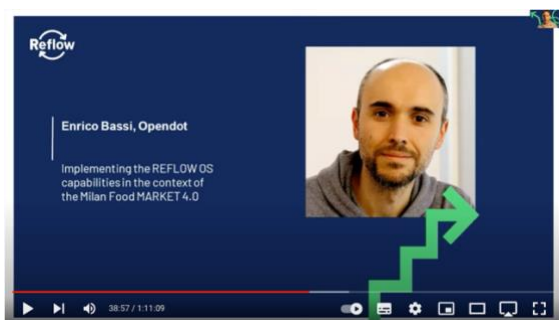 Reflow
Enrico Bassi, Opendot
Implementing the REFLOW OS
capabilities in the context of
the Milan Food MARKET 4.0
38:57 / 1:11:09